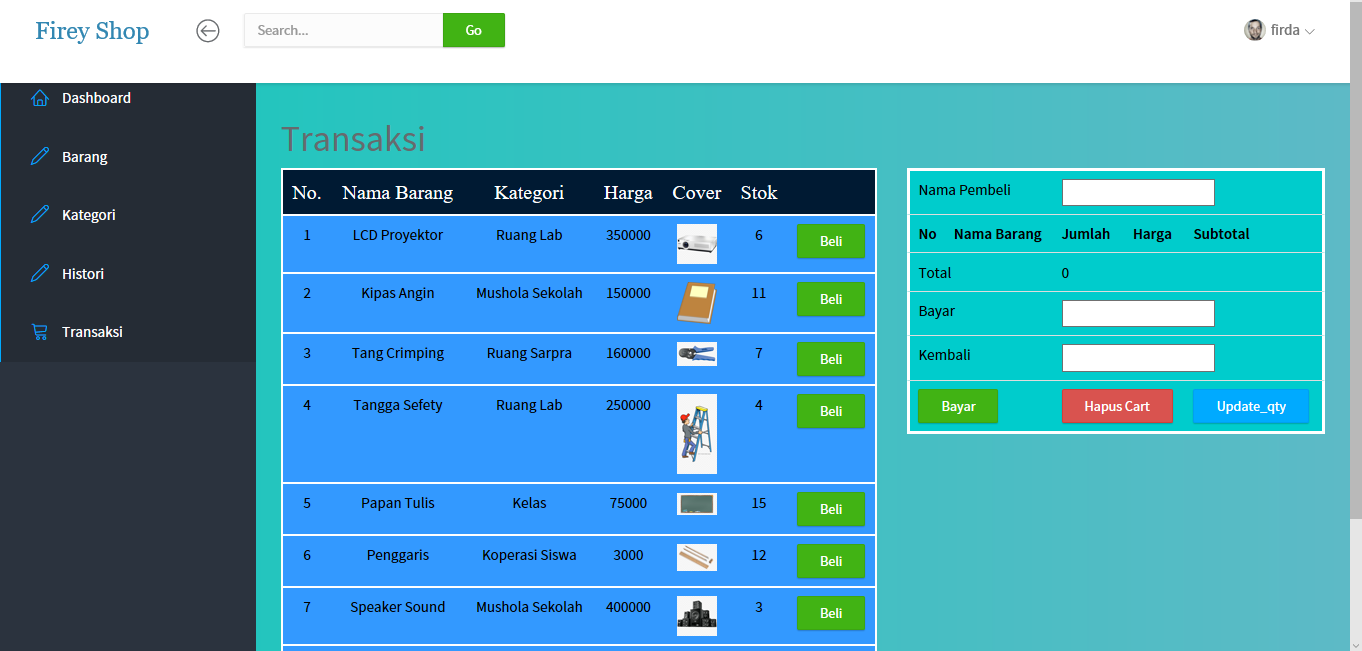 Firey Shop
Search...
Go
firda
Dashboard
Barang
Kategori
Histori
Transaksi
Transaksi
No. Nama Barang Kategori Harga Cover Stok
1 LCD Proyektor Ruang Lab 350000 6 Beli
2 Kipas Angin Mushola Sekolah 150000 11 Beli
3 Tang Crimping Ruang Sarpra 160000 7 Beli
4 Tangga Sefety Ruang Lab 250000 4 Beli
5 Papan Tulis Kelas 75000 15 Beli
6 Penggaris Koperasi Siswa 3000 12 Beli
7 Speaker Sound Mushola Sekolah 400000 3 Beli
Nama Pembeli
No Nama Barang Jumlah Harga Subtotal
Total 0
Bayar
Kembali
Bayar Hapus Cart Update_qty